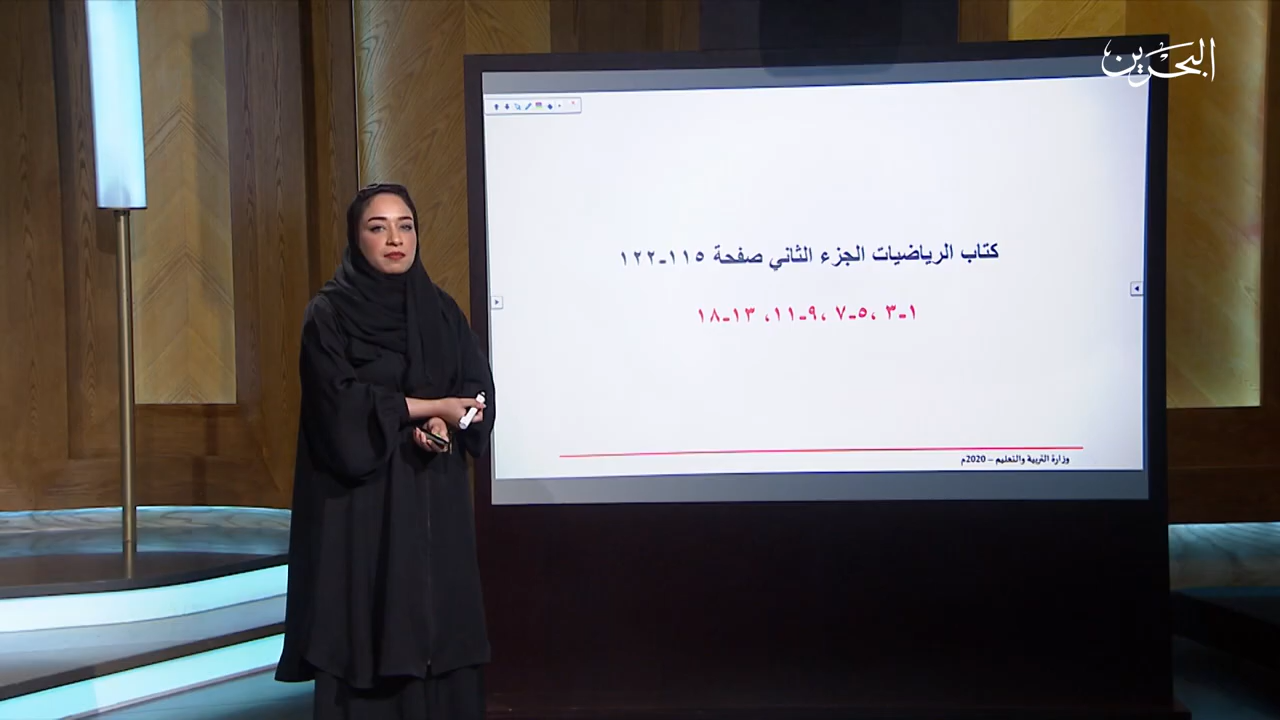 البحرين
كتاب الرياضيات الجزء الثاني صفحة ١١٥-١٢٢
١-٣ ،٥-٧ ،٩-١١، ١٣-١٨
وزارة التربية والتعليم – 2020م